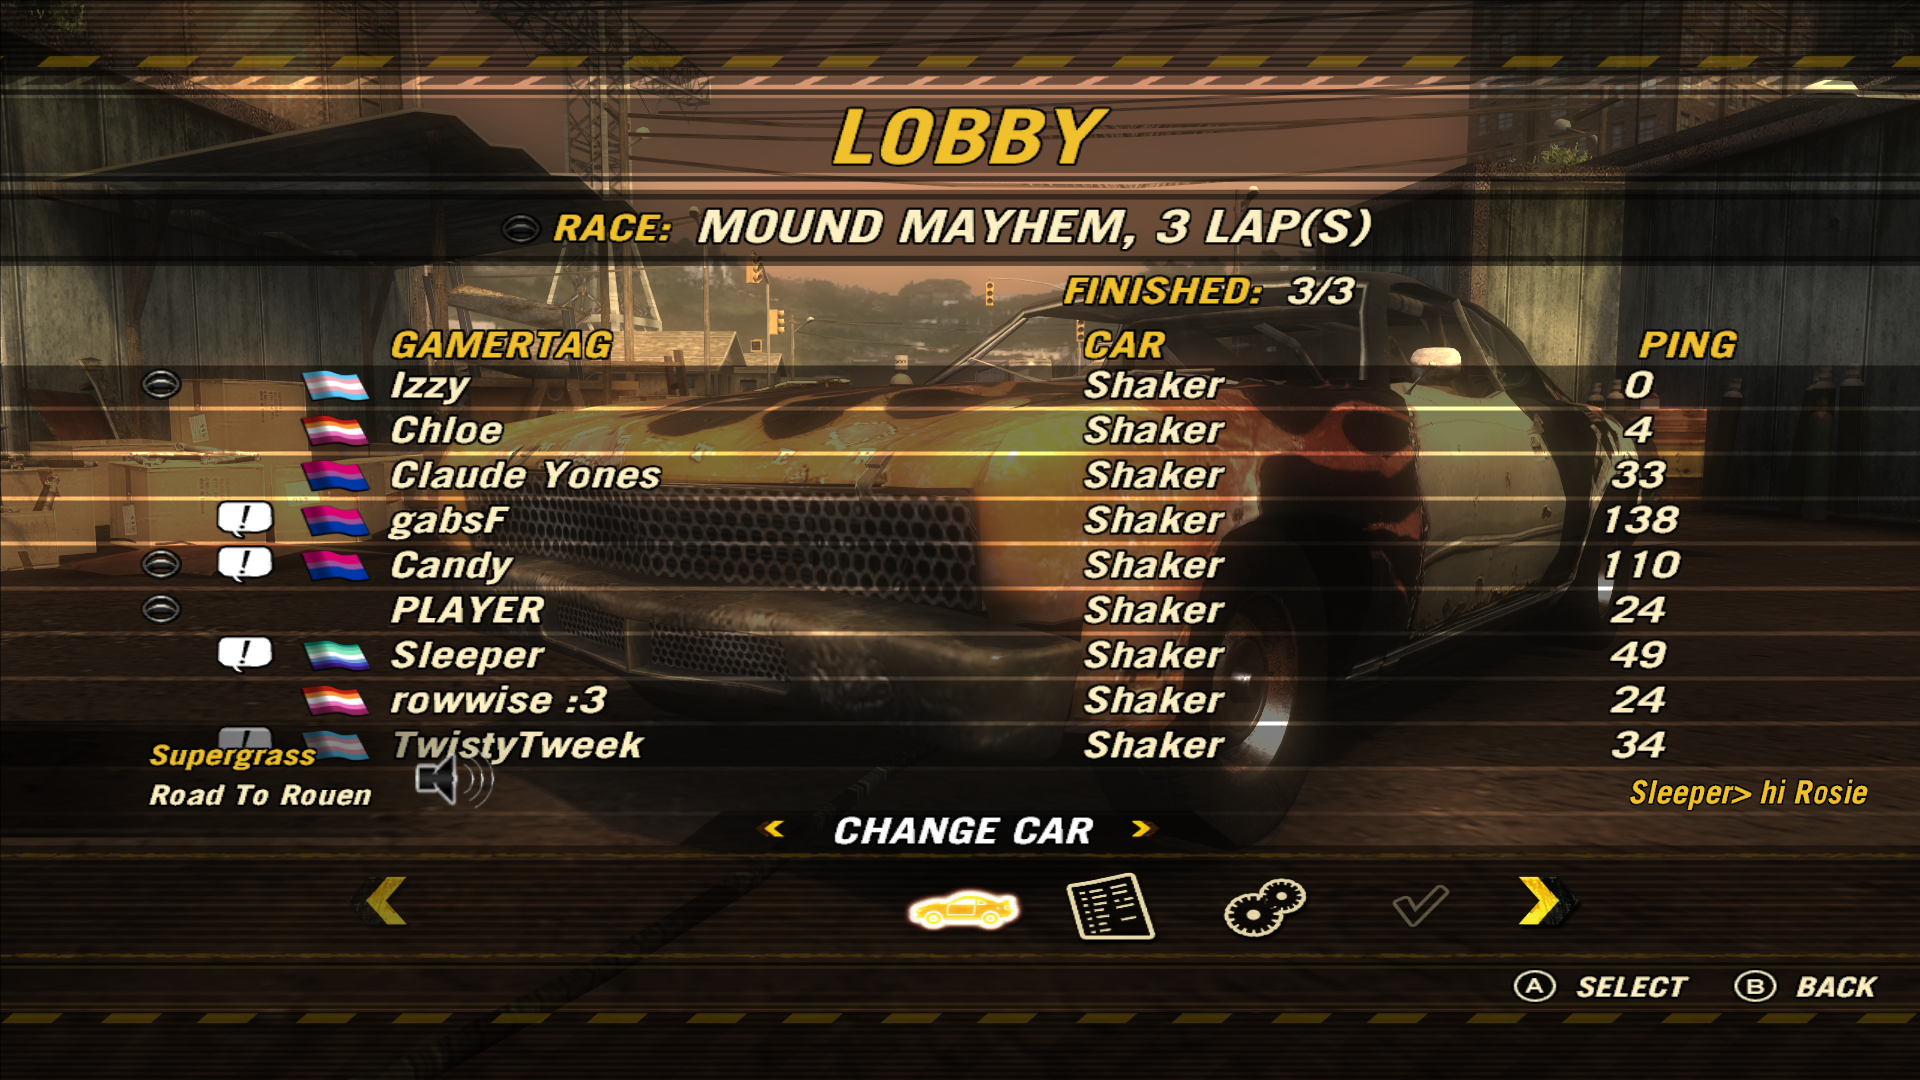 LOBBY
RACE: MOUND MAYHEM, 3 LAP(S)
FINISHED: 3/3
GAMERTAG CAR PING
Izzy Shaker 0
Chloe Shaker 4
Claude Yones Shaker 33
! gabsF Shaker 138
! Candy Shaker 110
PLAYER Shaker 24
! Sleeper Shaker 49
rowwise :3 Shaker 24
! TwistyTweek Shaker 34
Supergrass
Road To Rouen
Sleeper> hi Rosie
CHANGE CAR
A SELECT B BACK